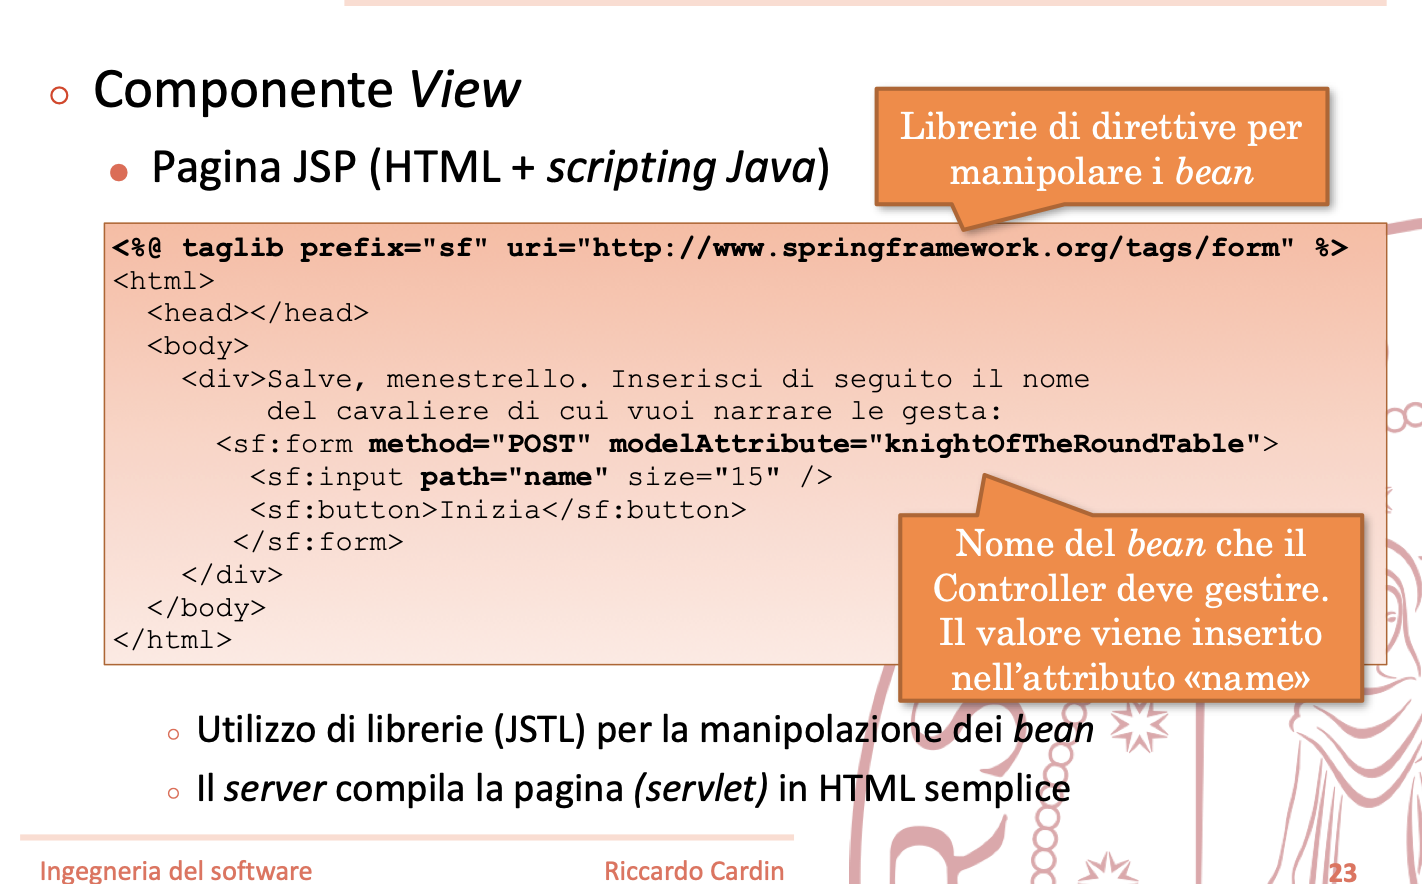 Componente View
Pagina JSP (HTML + scripting Java)
Librerie di direttive per
manipolare i bean
<%@ taglib prefix="sf" uri="http://www.springframework.org/tags/form" %>
<html>
  <head></head>
  <body>
    <div>Salve, menestrello. Inserisci di seguito il nome
         del cavaliere di cui vuoi narrare le gesta:
      <sf:form method="POST" modelAttribute="knightOfTheRoundTable">
        <sf:input path="name" size="15" />
        <sf:button>Inizia</sf:button>
       </sf:form>
    </div>
  </body>
</html>
Nome del bean che il
Controller deve gestire.
Il valore viene inserito
nell'attributo «name»
Utilizzo di librerie (JSTL) per la manipolazione dei bean
Il server compila la pagina (servlet) in HTML semplice
Ingegneria del software
Riccardo Cardin
23